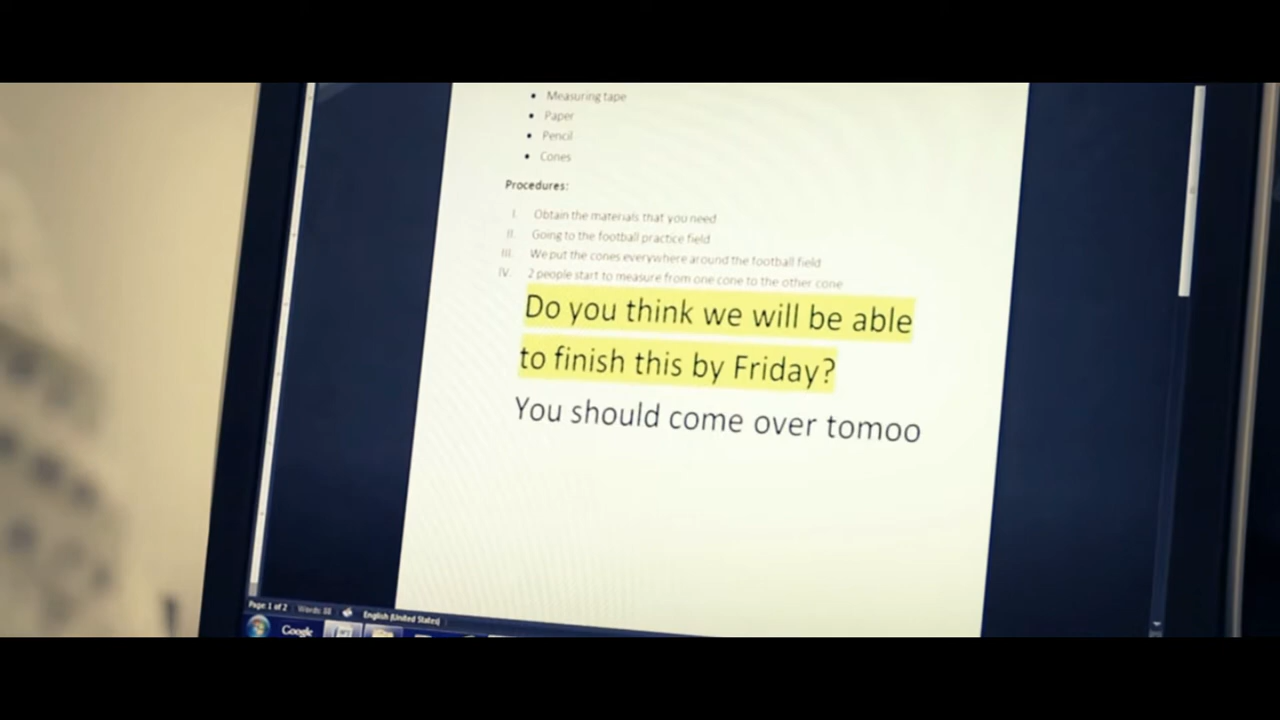 • Measuring tape
• Paper
• Pencil
• Cones
Procedures:
I. Obtain the materials that you need
II. Going to the football practice field
III. We put the cones everywhere around the football field
IV. 2 people start to measure from one cone to the other cone
Do you think we will be able
to finish this by Friday?
You should come over tomoo
Page: 1 of 2 Words: 88 English (United States)
Google